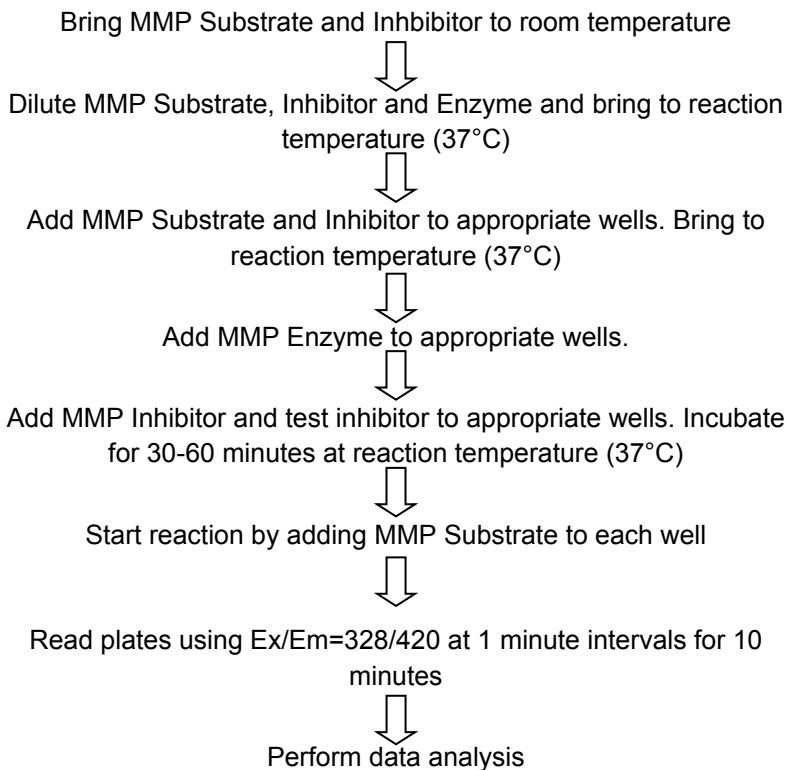 Bring MMP Substrate and Inhbibitor to room temperature
Dilute MMP Substrate, Inhibitor and Enzyme and bring to reaction
temperature (37°C)
Add MMP Substrate and Inhibitor to appropriate wells. Bring to
reaction temperature (37°C)
Add MMP Enzyme to appropriate wells.
Add MMP Inhibitor and test inhibitor to appropriate wells. Incubate
for 30-60 minutes at reaction temperature (37°C)
Start reaction by adding MMP Substrate to each well
Read plates using Ex/Em=328/420 at 1 minute intervals for 10
minutes
Perform data analysis